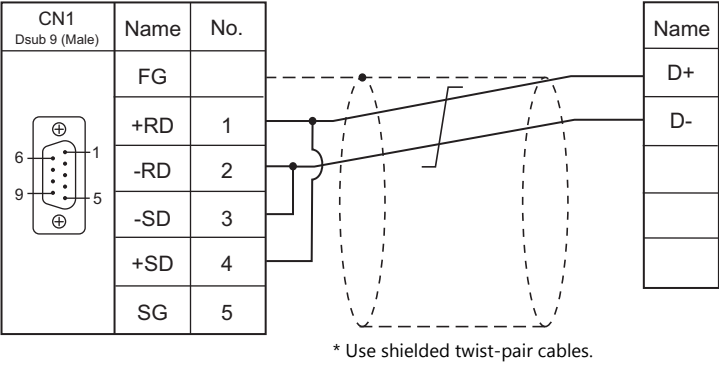 CN1
Dsub 9 (Male)
Name No.
Name
FG
D+
+RD 1
D-
6 1
-RD 2
9 5
-SD 3
+SD 4
SG 5
* Use shielded twist-pair cables.